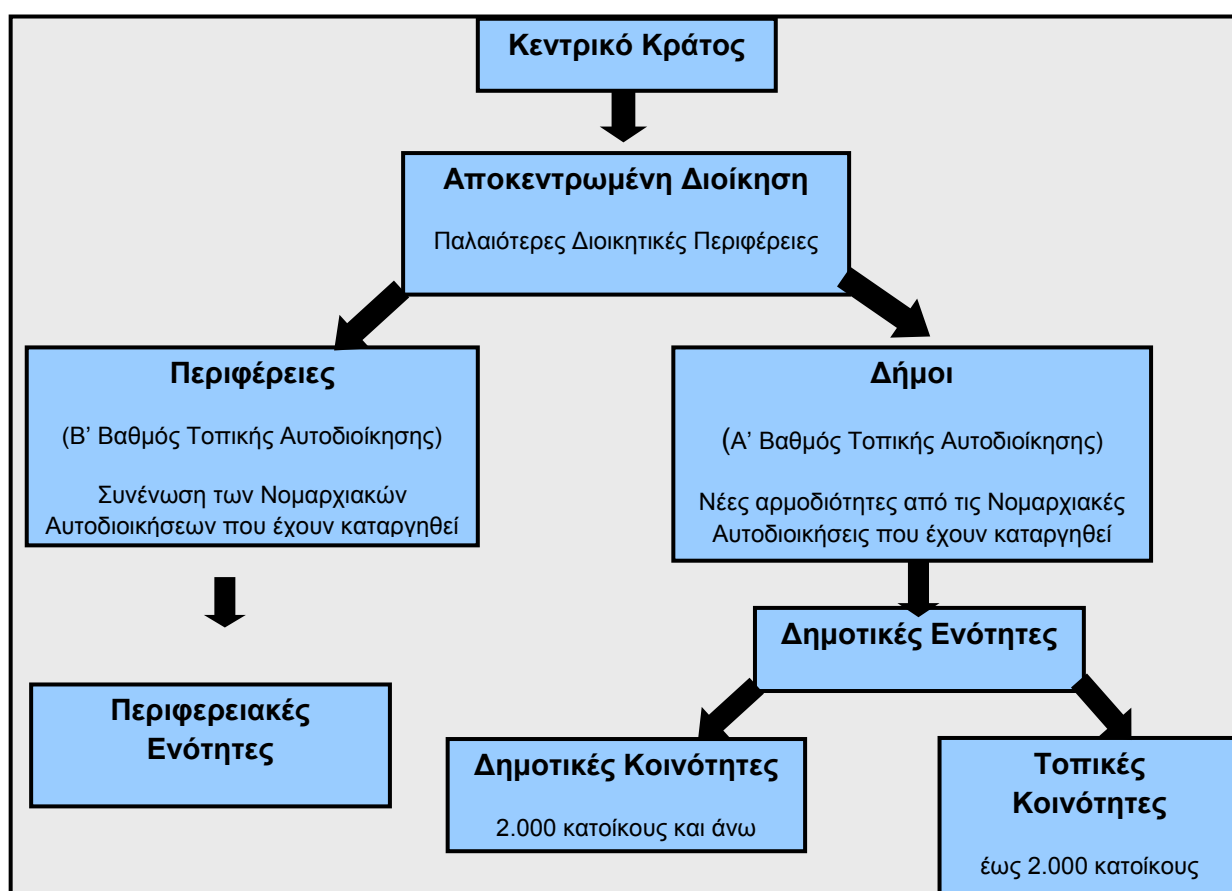 Κεντρικό Κράτος
Αποκεντρωμένη Διοίκηση
Παλαιότερες Διοικητικές Περιφέρειες
Περιφέρειες
(Β’ Βαθμός Τοπικής Αυτοδιοίκησης)
Συνένωση των Νομαρχιακών
Αυτοδιοικήσεων που έχουν καταργηθεί
Δήμοι
(Α’ Βαθμός Τοπικής Αυτοδιοίκησης)
Νέες αρμοδιότητες από τις Νομαρχιακές
Αυτοδιοικήσεις που έχουν καταργηθεί
Δημοτικές Ενότητες
Περιφερειακές
Ενότητες
Δημοτικές Κοινότητες
2.000 κατοίκους και άνω
Τοπικές
Κοινότητες
έως 2.000 κατοίκους